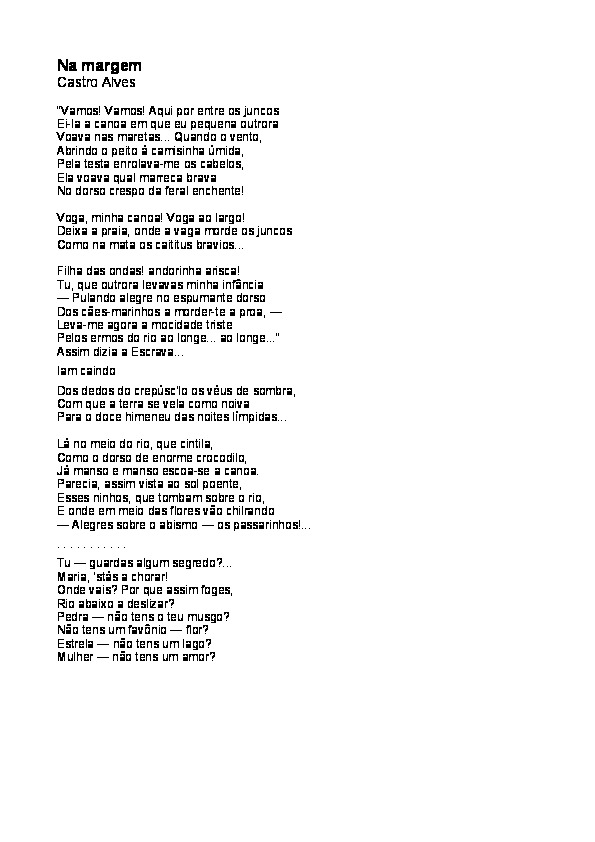 Na margem
Castro Alves
"Vamos! Vamos! Aqui por entre os juncos
Ei-la a canoa em que eu pequena outrora
Voava nas maretas... Quando o vento,
Abrindo o peito à camisinha úmida,
Pela testa enrolava-me os cabelos,
Ela voava qual marreca brava
No dorso crespo da feral enchente!
Voga, minha canoa! Voga ao largo!
Deixa a praia, onde a vaga morde os juncos
Como na mata os caititus bravios...
Filha das ondas! andorinha arisca!
Tu, que outrora levavas minha infância
— Pulando alegre no espumante dorso
Dos cães-marinhos a morder-te a proa, —
Leva-me agora a mocidade triste
Pelos ermos do rio ao longe... ao longe..."
Assim dizia a Escrava...
Iam caindo
Dos dedos do crepúsc'lo os véus de sombra,
Com que a terra se vela como noiva
Para o doce himeneu das noites límpidas...
Lá no meio do rio, que cintila,
Como o dorso de enorme crocodilo,
Já manso e manso escoa-se a canoa.
Parecia, assim vista ao sol poente,
Esses ninhos, que tombam sobre o rio,
E onde em meio das flores vão chilrando
— Alegres sobre o abismo — os passarinhos!...
. . . . . . . . . . .
Tu — guardas algum segredo?...
Maria, 'stás a chorar!
Onde vais? Por que assim foges,
Rio abaixo a deslizar?
Pedra — não tens o teu musgo?
Não tens um favônio — flor?
Estrela — não tens um lago?
Mulher — não tens um amor?